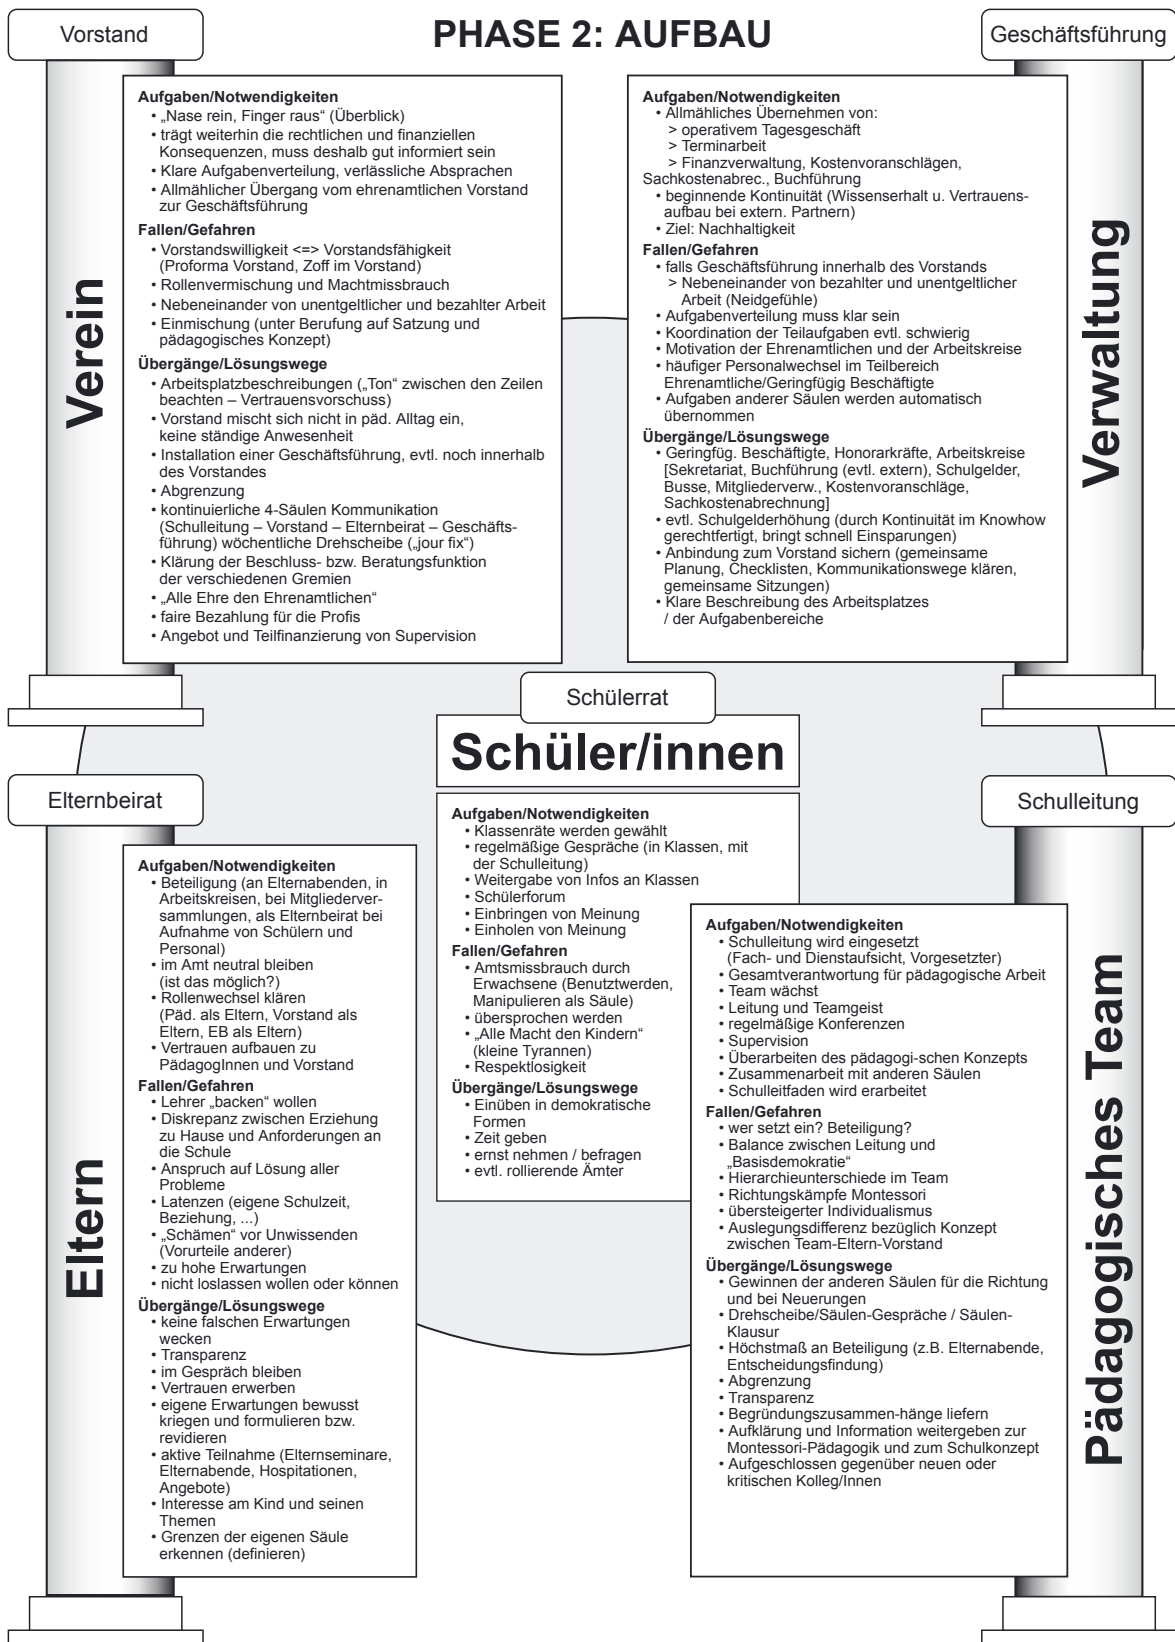 PHASE 2: AUFBAU
Vorstand
Verein
Aufgaben/Notwendigkeiten
• „Nase rein, Finger raus“ (Überblick)
• trägt weiterhin die rechtlichen und finanziellen
Konsequenzen, muss deshalb gut informiert sein
• Klare Aufgabenverteilung, verlässliche Absprachen
• Allmählicher Übergang vom ehrenamtlichen Vorstand
zur Geschäftsführung
Fallen/Gefahren
• Vorstandswilligkeit <=> Vorstandsfähigkeit
(Proforma Vorstand, Zoff im Vorstand)
• Rollenvermischung und Machtmissbrauch
• Nebeneinander von unentgeltlicher und bezahlter Arbeit
• Einmischung (unter Berufung auf Satzung und
pädagogisches Konzept)
Übergänge/Lösungswege
• Arbeitsplatzbeschreibungen („Ton“ zwischen den Zeilen
beachten – Vertrauensvorschuss)
• Vorstand mischt sich nicht in päd. Alltag ein,
keine ständige Anwesenheit
• Installation einer Geschäftsführung, evtl. noch innerhalb
des Vorstandes
• Abgrenzung
• kontinuierliche 4-Säulen Kommunikation
(Schulleitung – Vorstand – Elternbeirat – Geschäfts-
führung) wöchentliche Drehscheibe („jour fix“)
• Klärung der Beschluss- bzw. Beratungsfunktion
der verschiedenen Gremien
• „Alle Ehre den Ehrenamtlichen“
• faire Bezahlung für die Profis
• Angebot und Teilfinanzierung von Supervision
Geschäftsführung
Verwaltung
Aufgaben/Notwendigkeiten
• Allmähliches Übernehmen von:
> operativem Tagesgeschäft
> Terminarbeit
> Finanzverwaltung, Kostenvoranschlägen,
Sachkostenabrec., Buchführung
• beginnende Kontinuität (Wissenserhalt u. Vertrauens-
aufbau bei extern. Partnern)
• Ziel: Nachhaltigkeit
Fallen/Gefahren
• falls Geschäftsführung innerhalb des Vorstands
> Nebeneinander von bezahlter und unentgeltlicher
Arbeit (Neidgefühle)
• Aufgabenverteilung muss klar sein
• Koordination der Teilaufgaben evtl. schwierig
• Motivation der Ehrenamtlichen und der Arbeitskreise
• häufiger Personalwechsel im Teilbereich
Ehrenamtliche/Geringfügig Beschäftigte
• Aufgaben anderer Säulen werden automatisch
übernommen
Übergänge/Lösungswege
• Geringfüg. Beschäftigte, Honorarkräfte, Arbeitskreise
[Sekretariat, Buchführung (evtl. extern), Schulgelder,
Busse, Mitgliederverw., Kostenvoranschläge,
Sachkostenabrechnung]
• evtl. Schulgelderhöhung (durch Kontinuität im Knowhow
gerechtfertigt, bringt schnell Einsparungen)
• Anbindung zum Vorstand sichern (gemeinsame
Planung, Checklisten, Kommunikationswege klären,
gemeinsame Sitzungen)
• Klare Beschreibung des Arbeitsplatzes
/ der Aufgabenbereiche
Schülerrat
Schüler/innen
Aufgaben/Notwendigkeiten
• Klassenräte werden gewählt
• regelmäßige Gespräche (in Klassen, mit
der Schulleitung)
• Weitergabe von Infos an Klassen
• Schülerforum
• Einbringen von Meinung
• Einholen von Meinung
Fallen/Gefahren
• Amtsmissbrauch durch
Erwachsene (Benutztwerden,
Manipulieren als Säule)
• übersprochen werden
• „Alle Macht den Kindern“
(kleine Tyrannen)
• Respektlosigkeit
Übergänge/Lösungswege
• Einüben in demokratische
Formen
• Zeit geben
• ernst nehmen / befragen
• evtl. rollierende Ämter
Elternbeirat
Eltern
Aufgaben/Notwendigkeiten
• Beteiligung (an Elternabenden, in
Arbeitskreisen, bei Mitgliederver-
sammlungen, als Elternbeirat bei
Aufnahme von Schülern und
Personal)
• im Amt neutral bleiben
(ist das möglich?)
• Rollenwechsel klären
(Päd. als Eltern, Vorstand als
Eltern, EB als Eltern)
• Vertrauen aufbauen zu
PädagogInnen und Vorstand
Fallen/Gefahren
• Lehrer „backen“ wollen
• Diskrepanz zwischen Erziehung
zu Hause und Anforderungen an
die Schule
• Anspruch auf Lösung aller
Probleme
• Latenzen (eigene Schulzeit,
Beziehung, ...)
• „Schämen“ vor Unwissenden
(Vorurteile anderer)
• zu hohe Erwartungen
• nicht loslassen wollen oder können
Übergänge/Lösungswege
• keine falschen Erwartungen
wecken
• Transparenz
• im Gespräch bleiben
• Vertrauen erwerben
• eigene Erwartungen bewusst
kriegen und formulieren bzw.
revidieren
• aktive Teilnahme (Elternseminare,
Elternabende, Hospitationen,
Angebote)
• Interesse am Kind und seinen
Themen
• Grenzen der eigenen Säule
erkennen (definieren)
Schulleitung
Pädagogisches Team
Aufgaben/Notwendigkeiten
• Schulleitung wird eingesetzt
(Fach- und Dienstaufsicht, Vorgesetzter)
• Gesamtverantwortung für pädagogische Arbeit
• Team wächst
• Leitung und Teamgeist
• regelmäßige Konferenzen
• Supervision
• Überarbeiten des pädagogi-schen Konzepts
• Zusammenarbeit mit anderen Säulen
• Schulleitfaden wird erarbeitet
Fallen/Gefahren
• wer setzt ein? Beteiligung?
• Balance zwischen Leitung und
„Basisdemokratie“
• Hierarchieunterschiede im Team
• Richtungskämpfe Montessori
• übersteigerter Individualismus
• Auslegungsdifferenz bezüglich Konzept
zwischen Team-Eltern-Vorstand
Übergänge/Lösungswege
• Gewinnen der anderen Säulen für die Richtung
und bei Neuerungen
• Drehscheibe/Säulen-Gespräche / Säulen-
Klausur
• Höchstmaß an Beteiligung (z.B. Elternabende,
Entscheidungsfindung)
• Abgrenzung
• Transparenz
• Begründungszusammen-hänge liefern
• Aufklärung und Information weitergeben zur
Montessori-Pädagogik und zum Schulkonzept
• Aufgeschlossen gegenüber neuen oder
kritischen Kolleg/Innen